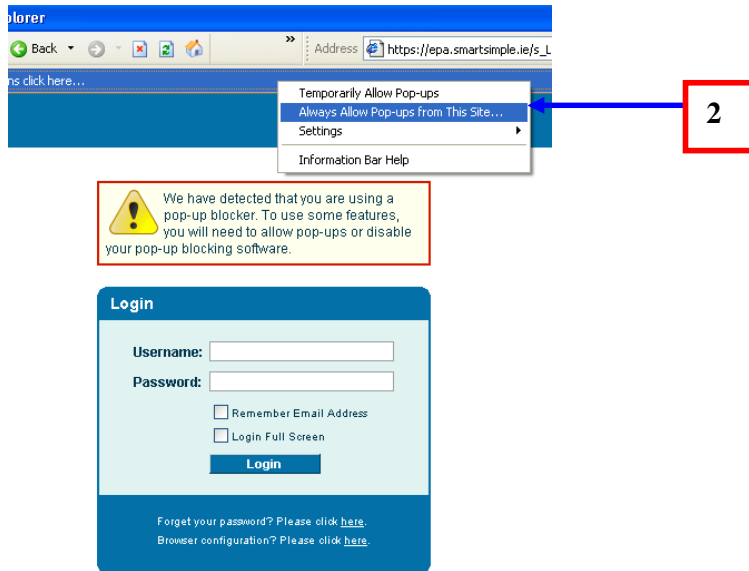 plorer
Back
»
Address https://epa.smartsimple.ie/s_L
ns click here...
Temporarily Allow Pop-ups
Always Allow Pop-ups from This Site...
Settings
Information Bar Help
2
We have detected that you are using a
pop-up blocker. To use some features,
you will need to allow pop-ups or disable
your pop-up blocking software.
Login
Username:
Password:
Remember Email Address
Login Full Screen
Login
Forget your password? Please click here.
Browser configuration? Please click here.